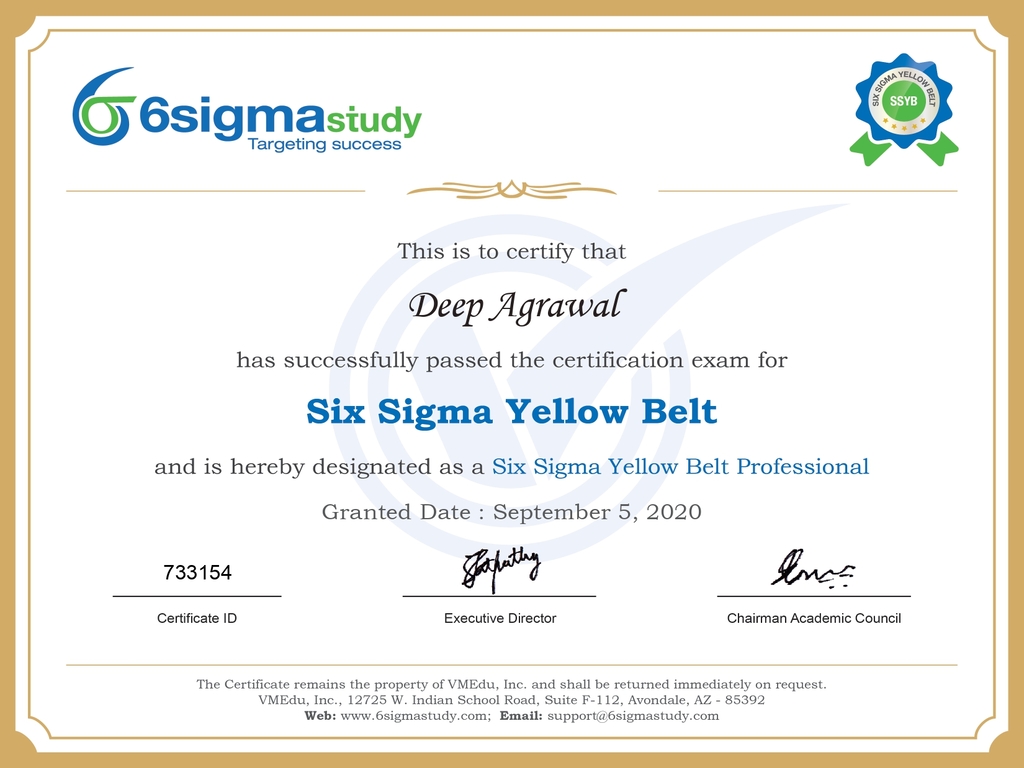 6sigmastudy
Targeting success
SIX SIGMA YELLOW BELT
SSYB
This is to certify that
Deep Agrawal
has successfully passed the certification exam for
Six Sigma Yellow Belt
and is hereby designated as a Six Sigma Yellow Belt Professional
Granted Date : September 5, 2020
733154
Certificate ID
Executive Director
Chairman Academic Council
The Certificate remains the property of VMEdu, Inc. and shall be returned immediately on request.
VMEdu, Inc., 12725 W. Indian School Road, Suite F-112, Avondale, AZ - 85392
Web: www.6sigmastudy.com; Email: support@6sigmastudy.com